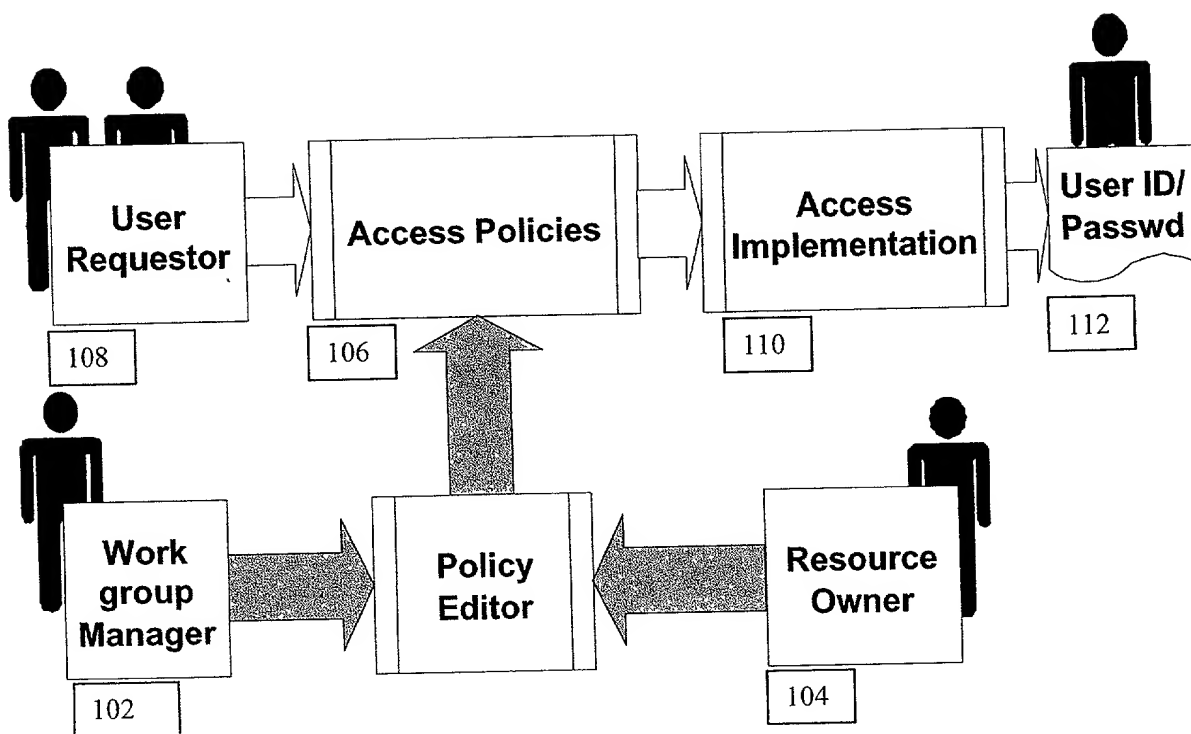 User
Requestor
108
Access Policies
106
Access
Implementation
110
User ID/
Passwd
112
Work
group
Manager
102
Policy
Editor
Resource
Owner
104